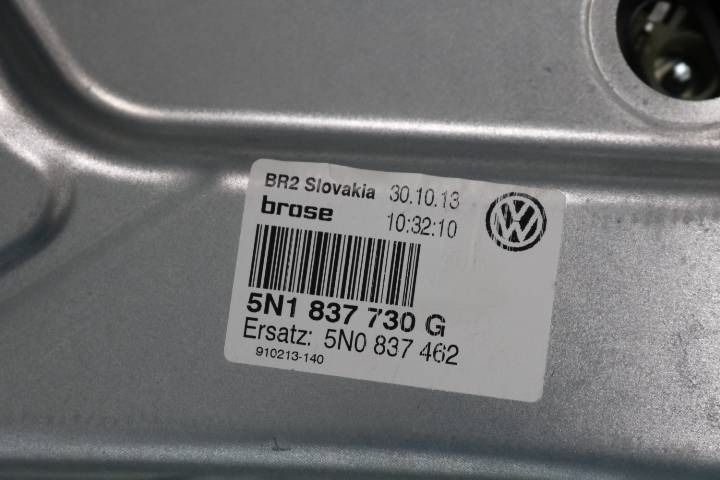 BR2 Slovakia 30.10.13
brose 10:32:10
5N1 837 730 G
Ersatz: 5N0 837 462
910213-140